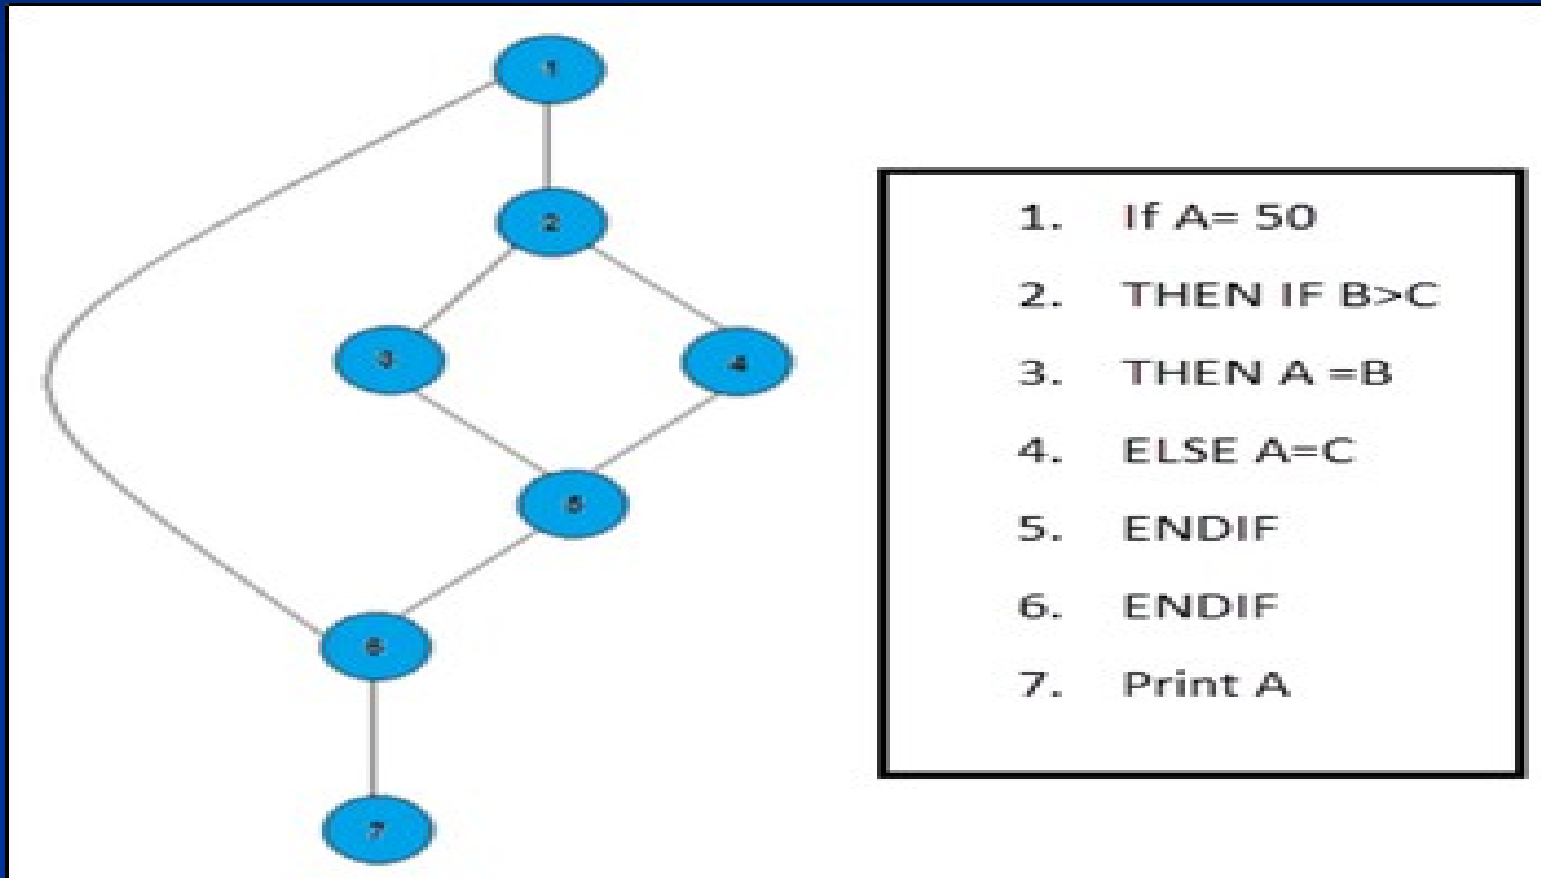 1
2
3
4
5
6
7
1. If A= 50
2. THEN IF B>C
3. THEN A =B
4. ELSE A=C
5. ENDIF
6. ENDIF
7. Print A